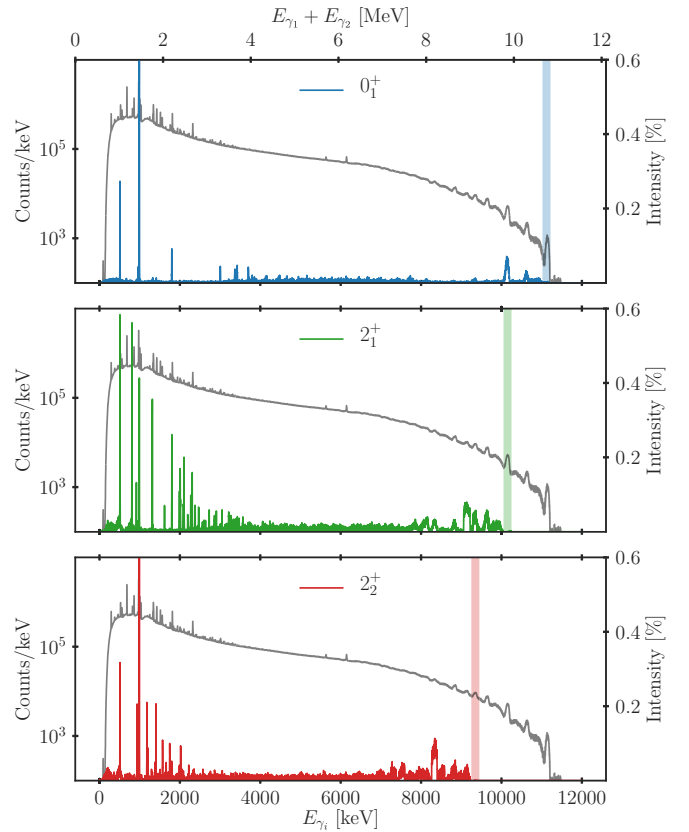 E_{γ_1} + E_{γ_2} [MeV]
0 2 4 6 8 10 12
0_1^+
Counts/keV
10^5
10^3
0.6
0.4
0.2
Intensity [%]
2_1^+
Counts/keV
10^5
10^3
0.6
0.4
0.2
Intensity [%]
2_2^+
Counts/keV
10^5
10^3
0.6
0.4
0.2
Intensity [%]
0 2000 4000 6000 8000 10000 12000
E_{γ_i} [keV]